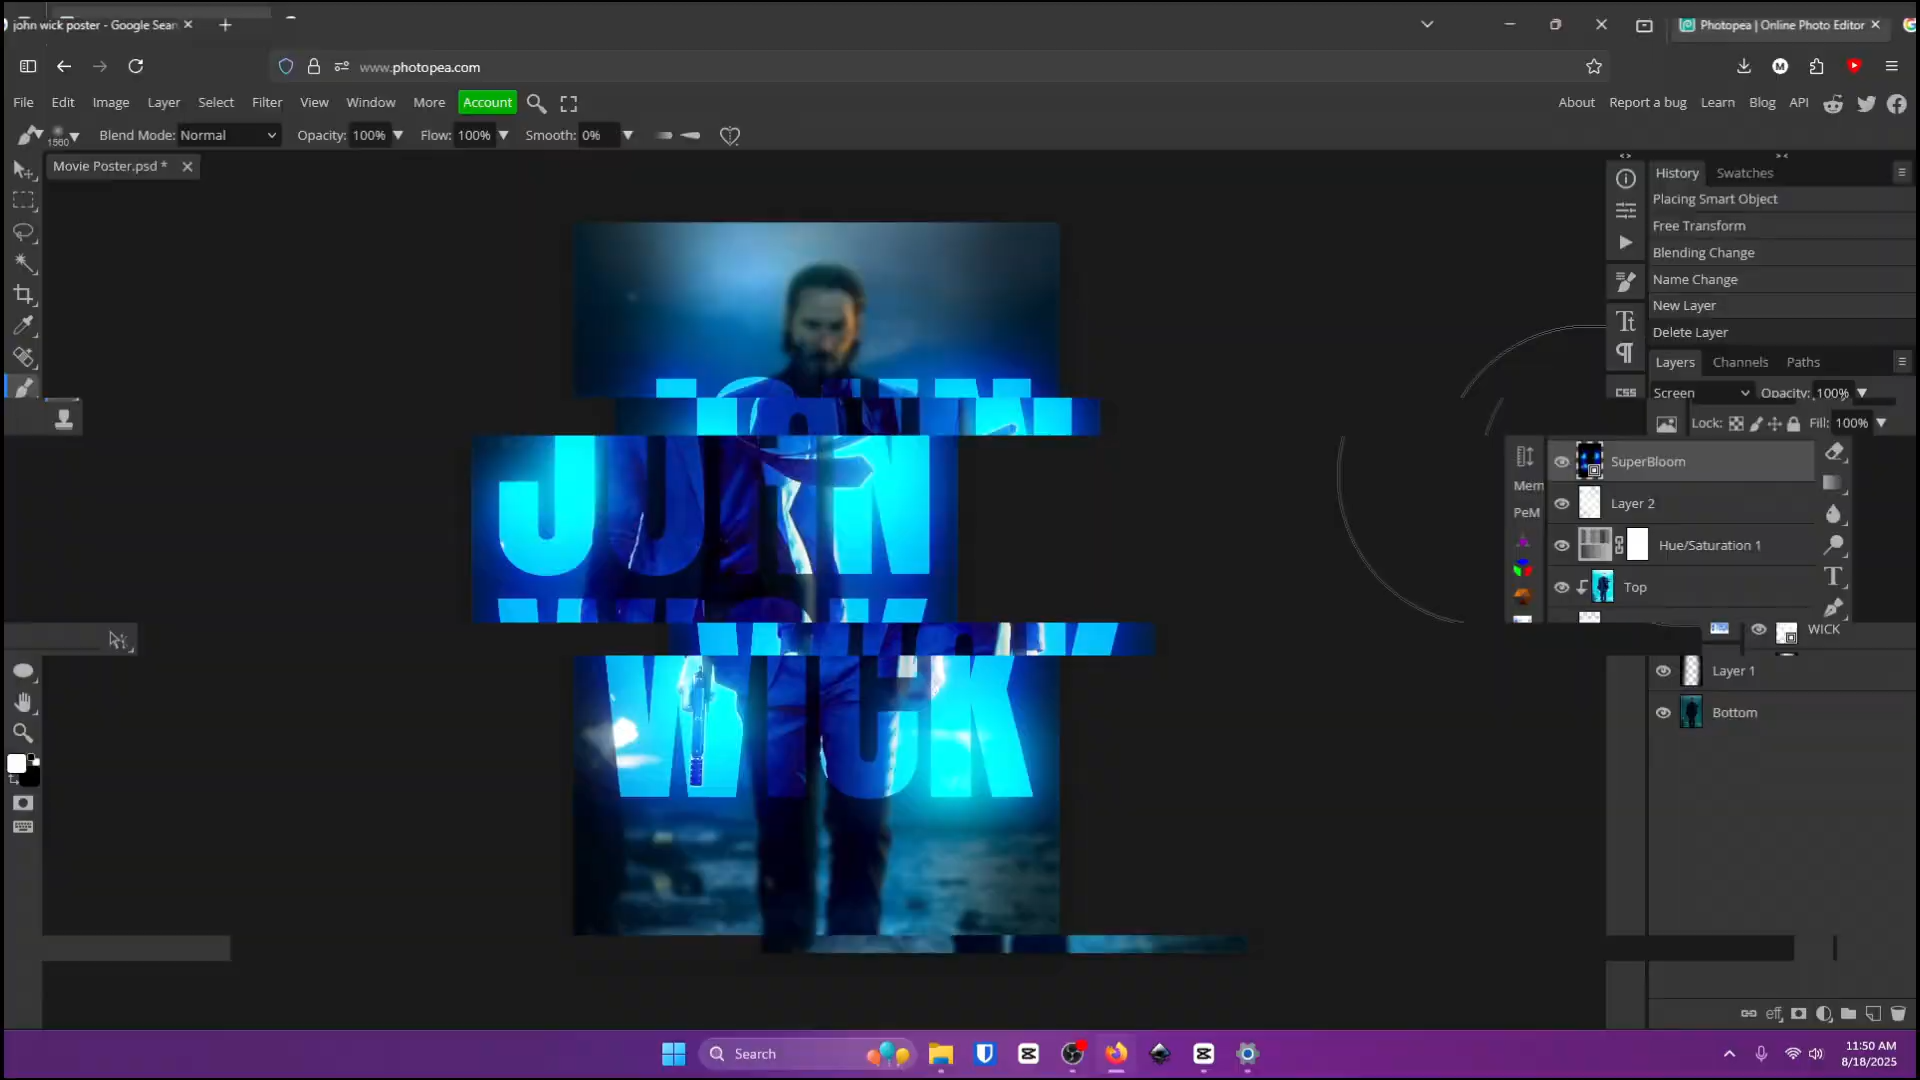 john wick poster - Google Sear
Photopea | Online Photo Editor
www.photopea.com
File Edit Image Layer Select Filter View Window More Account
About Report a bug Learn Blog API
1560 Blend Mode: Normal Opacity: 100% Flow: 100% Smooth: 0%
Movie Poster.psd *
History Swatches
Placing Smart Object
Free Transform
Blending Change
Name Change
New Layer
Delete Layer
Layers Channels Paths
CSS
Screen Opacity: 100%
Lock: Fill: 100%
Mem
PeM
SuperBloom
Layer 2
Hue/Saturation 1
Top
WICK
Layer 1
Bottom
JOHN
WICK
Search
11:50 AM
8/18/2025